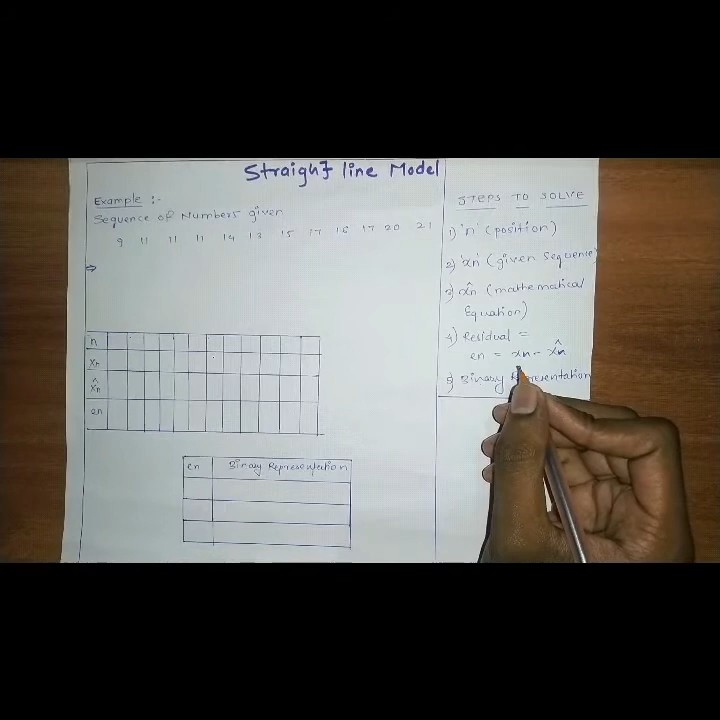 Straight line Model
Example :-
Sequence of Numbers given
9 11 11 11 14 13 15 17 16 17 20 21
⇒
n
xn
x̂n
en
en Binary Representation
STEPS TO SOLVE
1) 'n' (position)
2) 'xn' (given sequence)
3) x̂n (mathematical
Equation)
4) Residual =
en = xn - x̂n
5) Binary Representation